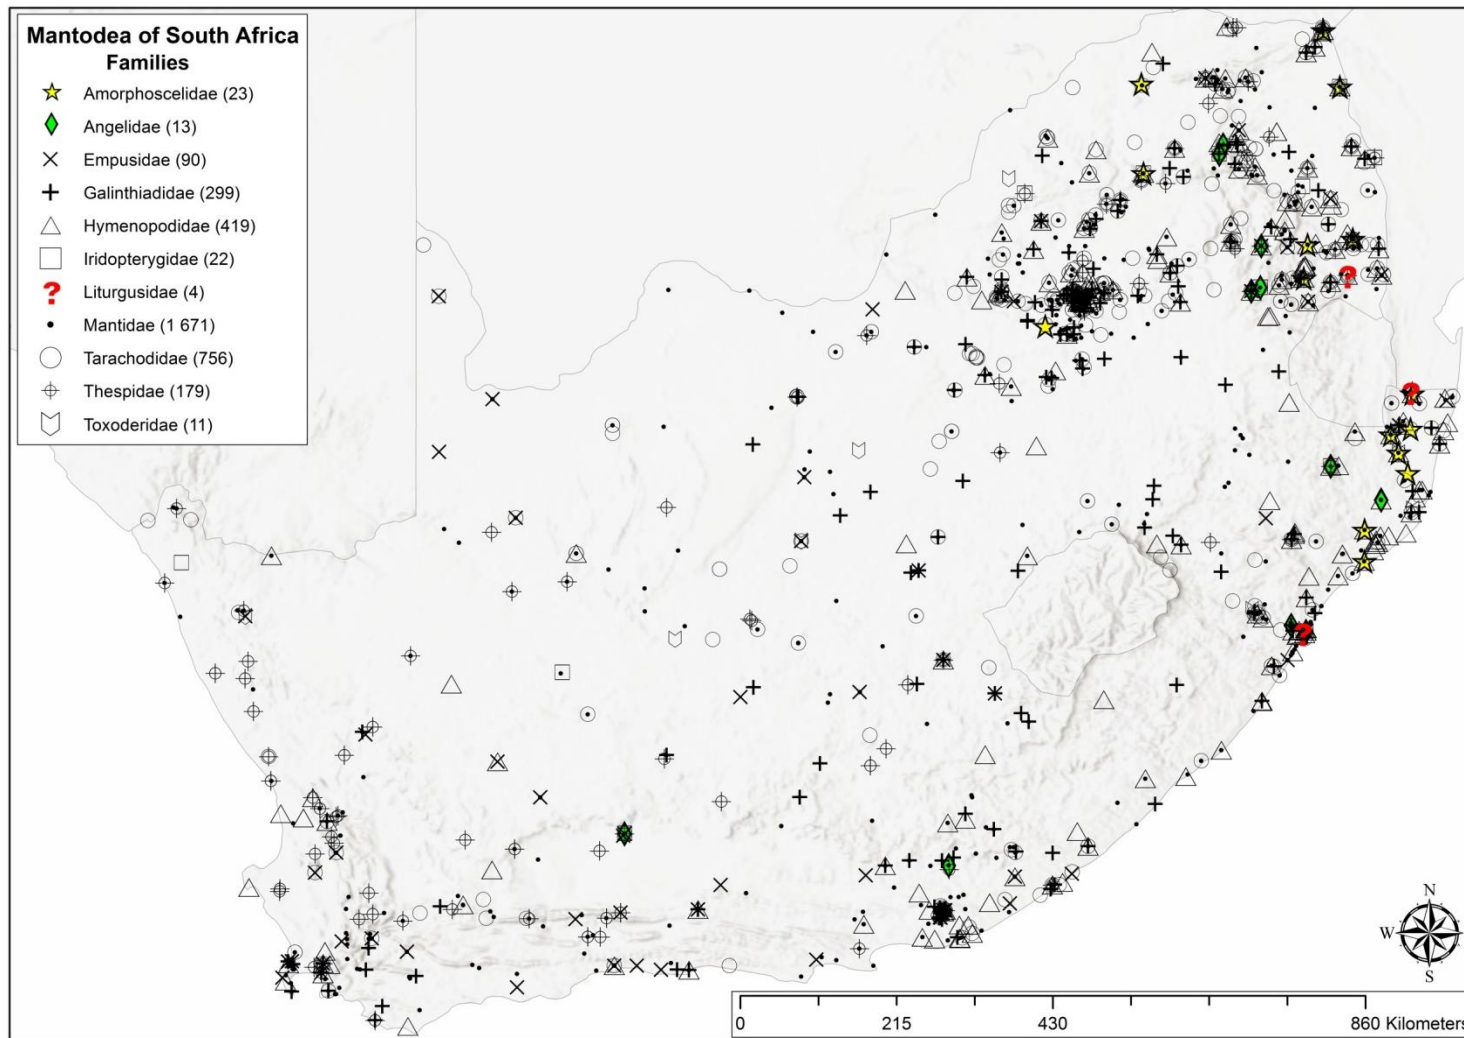 Mantodea of South Africa
Families
Amorphoscelidae (23)
Angelidae (13)
Empusidae (90)
Galinthiadidae (299)
Hymenopodidae (419)
Iridopterygidae (22)
? Liturgusidae (4)
Mantidae (1 671)
Tarachodidae (756)
Thespidae (179)
Toxoderidae (11)
?
?
?
N
W E
S
0 215 430 860 Kilometers